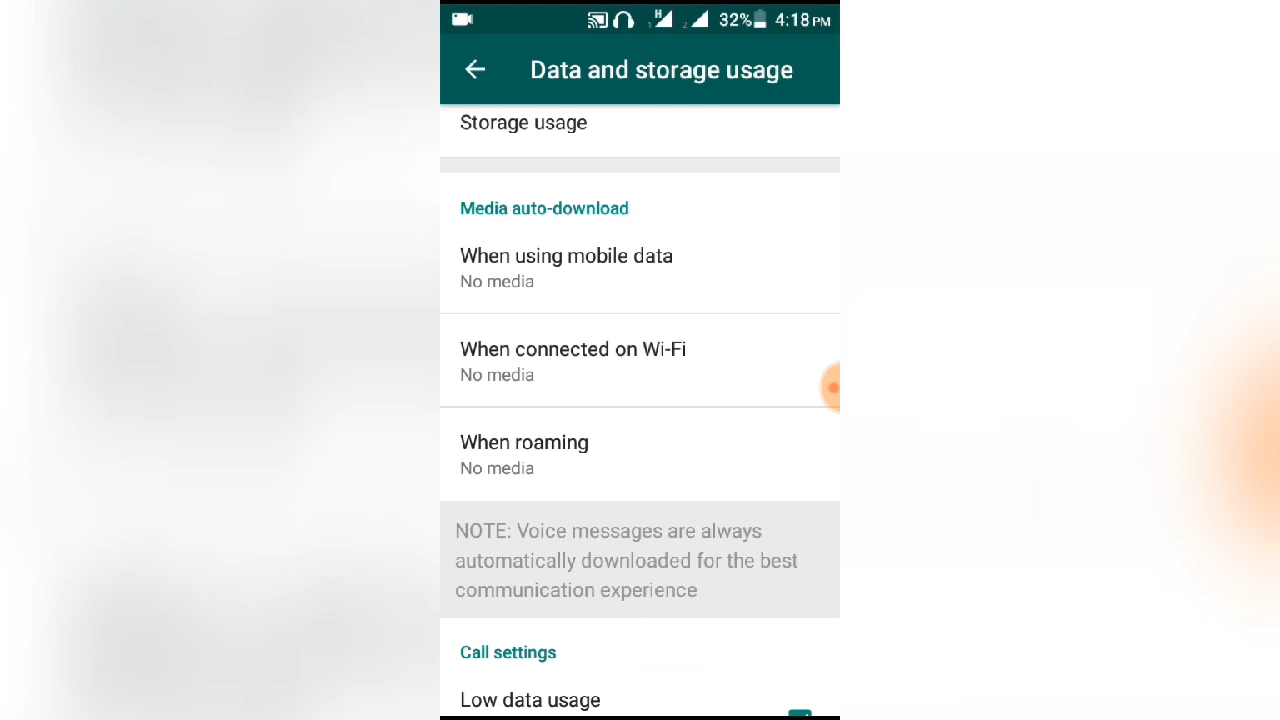 32% 4:18 PM
Data and storage usage
Storage usage
Media auto-download
When using mobile data
No media
When connected on Wi-Fi
No media
When roaming
No media
NOTE: Voice messages are always
automatically downloaded for the best
communication experience
Call settings
Low data usage